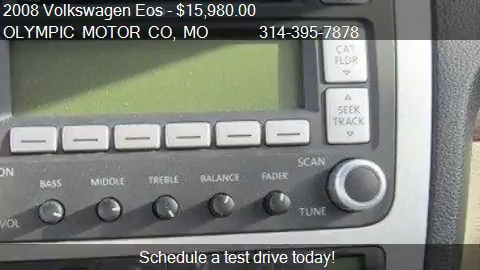 2008 Volkswagen Eos - $15,980.00
OLYMPIC MOTOR CO, MO 314-395-7878
CAT
FLDR
SEEK
TRACK
SCAN
BASS MIDDLE TREBLE BALANCE FADER
VOL
TUNE
Schedule a test drive today!